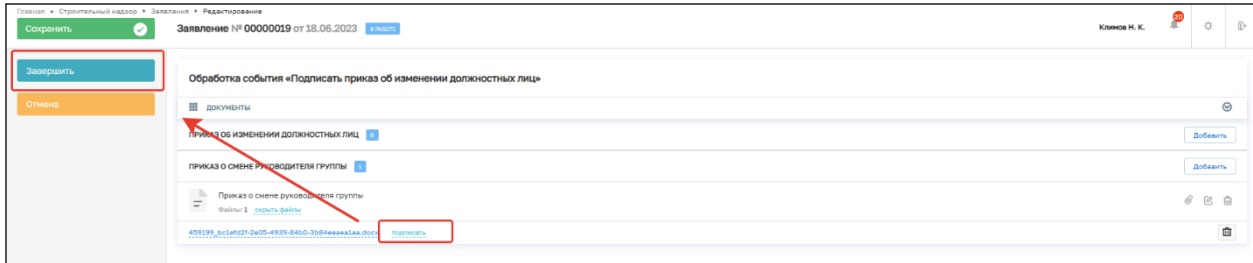 Главная ▸ Строительный надзор ▸ Заявления ▸ Редактирование
Сохранить
Заявление № 00000019 от 18.06.2023 В РАБОТЕ
Климов Н. К.
20
Завершить
Отмена
Обработка события «Подписать приказ об изменении должностных лиц»
ДОКУМЕНТЫ
ПРИКАЗ ОБ ИЗМЕНЕНИИ ДОЛЖНОСТНЫХ ЛИЦ 0
Добавить
ПРИКАЗ О СМЕНЕ РУКОВОДИТЕЛЯ ГРУППЫ 1
Добавить
Приказ о смене руководителя группы
Файлы: 1 скрыть файлы
подписать